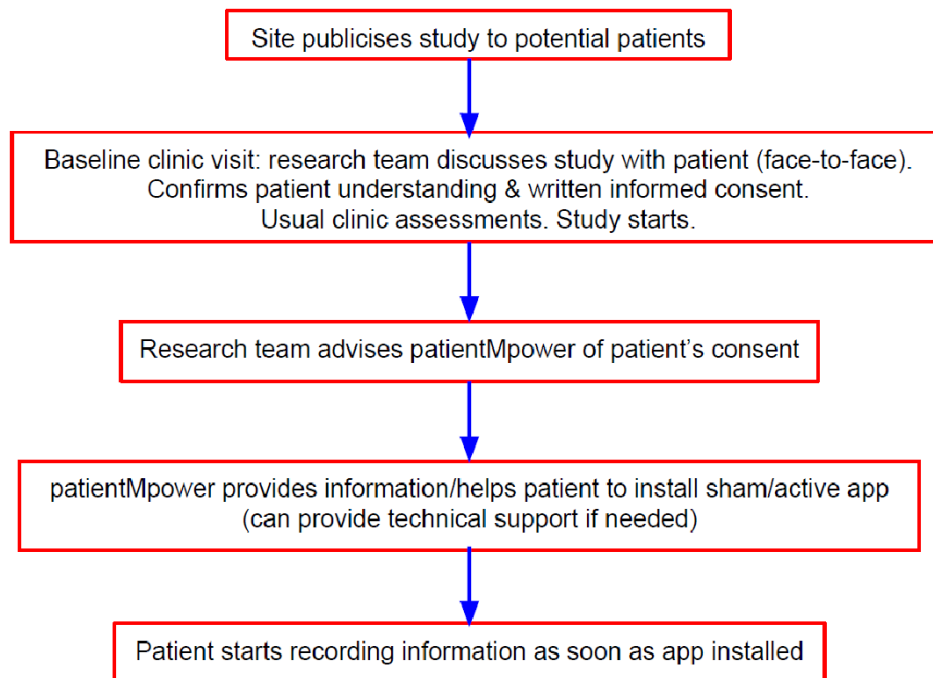 Site publicises study to potential patients
Baseline clinic visit: research team discusses study with patient (face-to-face).
Confirms patient understanding & written informed consent.
Usual clinic assessments. Study starts.
Research team advises patientMpower of patient's consent
patientMpower provides information/helps patient to install sham/active app
(can provide technical support if needed)
Patient starts recording information as soon as app installed